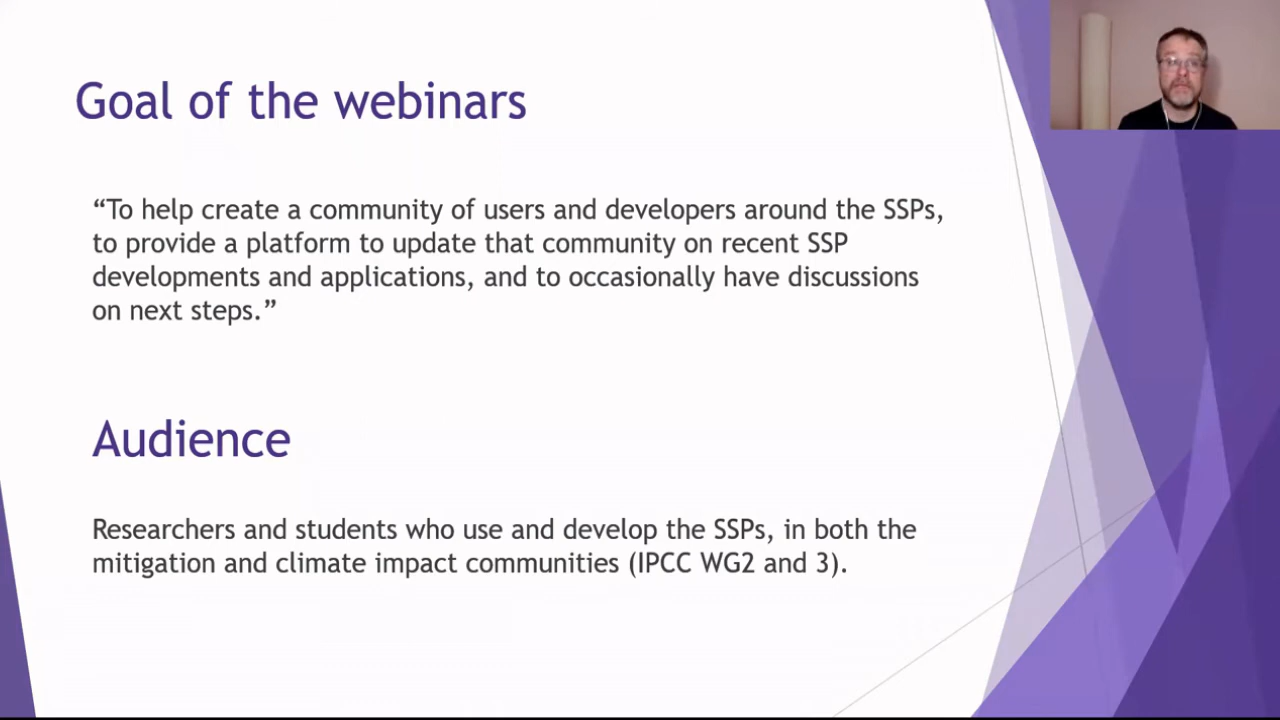 Goal of the webinars
“To help create a community of users and developers around the SSPs,
to provide a platform to update that community on recent SSP
developments and applications, and to occasionally have discussions
on next steps.”
Audience
Researchers and students who use and develop the SSPs, in both the
mitigation and climate impact communities (IPCC WG2 and 3).